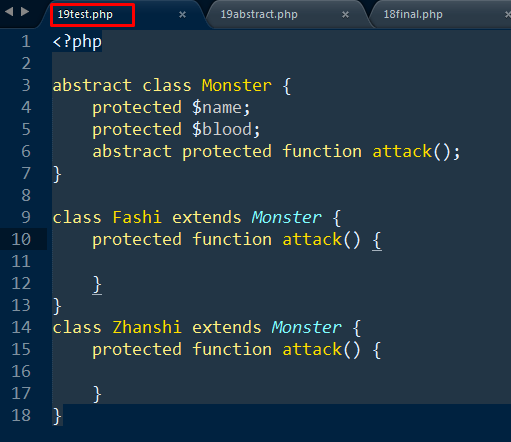 19test.php 19abstract.php 18final.php
1 <?php
2
3 abstract class Monster {
4     protected $name;
5     protected $blood;
6     abstract protected function attack();
7 }
8
9 class Fashi extends Monster {
10     protected function attack() {
11
12     }
13 }
14 class Zhanshi extends Monster {
15     protected function attack() {
16
17     }
18 }